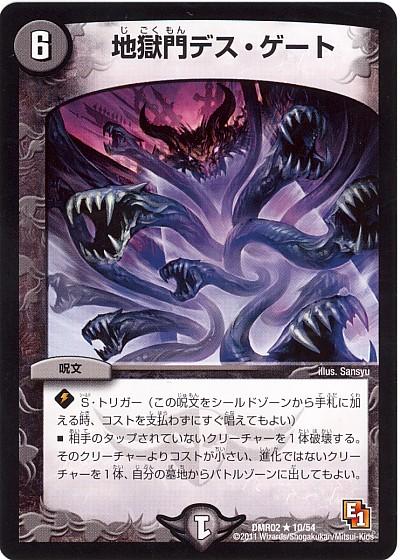 6
地獄門デス・ゲート
じごくもん
呪文
illus. Sansyu
S・トリガー（この呪文をシールドゾーンから手札に加
える時、コストを支払わずにすぐ唱えてもよい）
■ 相手のタップされていないクリーチャーを1体破壊する。
そのクリーチャーよりコストが小さい、進化ではないクリー
チャーを1体、自分の墓地からバトルゾーンに出してもよい。
1
DMR02 ★ 10/54
©2011 Wizards/Shogakukan/Mitsui-Kids
E1